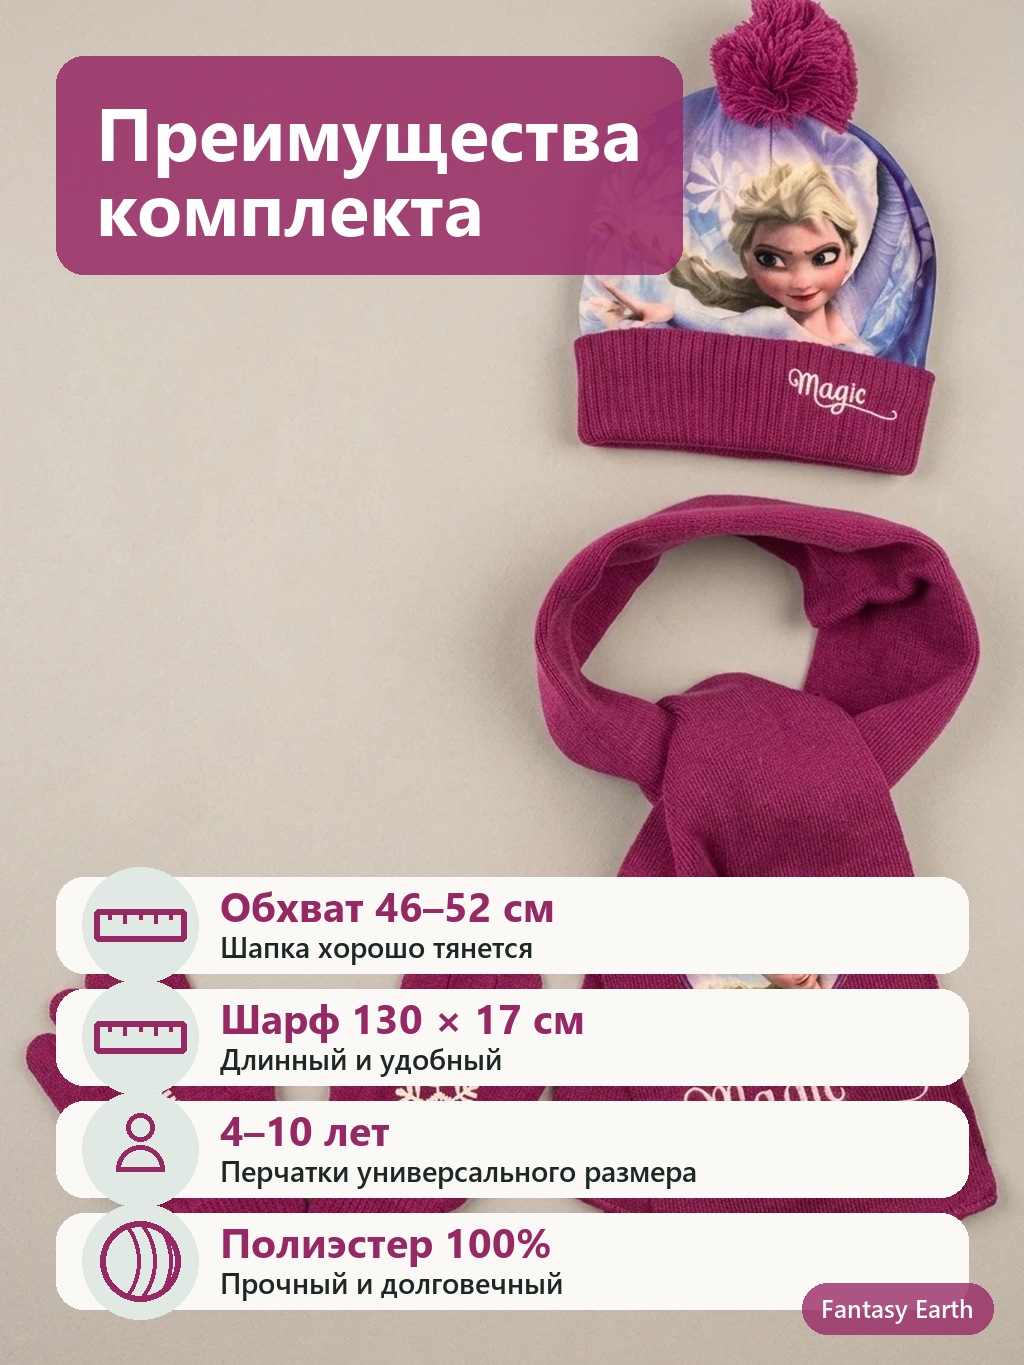 Преимущества
комплекта
Magic
Обхват 46–52 см
Шапка хорошо тянется
Шарф 130 × 17 см
Длинный и удобный
Magic
4–10 лет
Перчатки универсального размера
Полиэстер 100%
Прочный и долговечный
Fantasy Earth